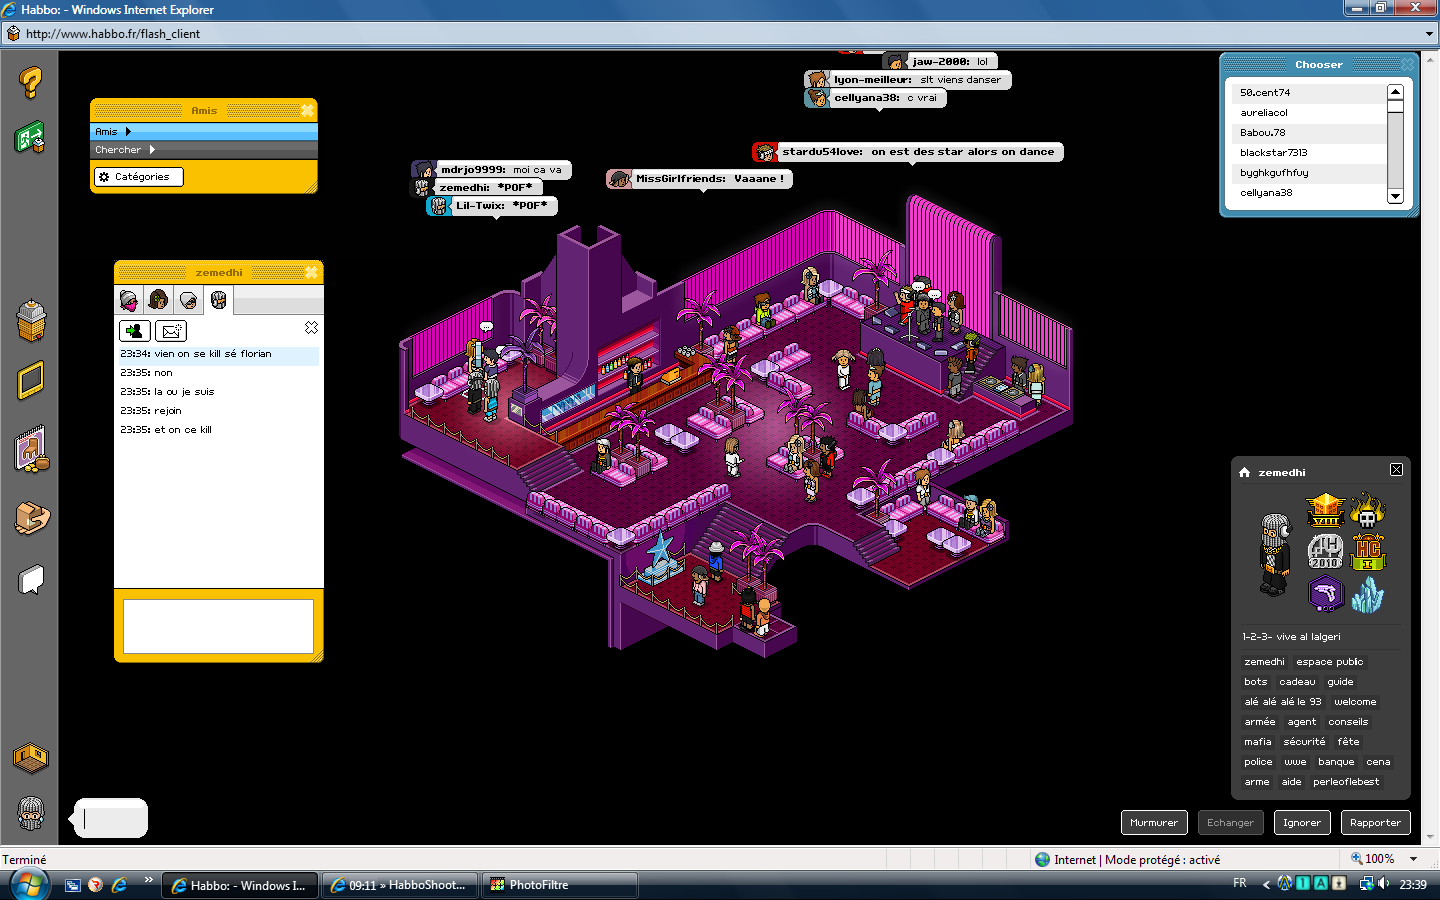 Habbo: - Windows Internet Explorer
http://www.habbo.fr/flash_client
jaw-2000: lol
lyon-meilleur: slt viens danser
cellyana38: c vrai
stardu54love: on est des star alors on dance
mdrjo9999: moi ca va
zemedhi: *POF*
Lil-Twix: *POF*
MissGirlfriends: Vaaane !
Amis
Amis
Chercher
Catégories
zemedhi
23:34: vien on se kill sé florian
23:35: non
23:35: la ou je suis
23:35: rejoin
23:35: et on ce kill
Chooser
50.cent74
aureliacol
Babou.78
blackstar7313
byghkgufhfuy
cellyana38
zemedhi
2010
HC
I
1-2-3- vive al lalgeri
zemedhi espace public
bots cadeau guide
alé alé alé le 93 welcome
armée agent conseils
mafia sécurité fête
police wwe banque cena
arme aide perleoflebest
Murmurer Echanger Ignorer Rapporter
Terminé
Internet | Mode protégé : activé
100%
Habbo: - Windows I...
09:11 » HabboShoot...
PhotoFiltre
FR
23:39